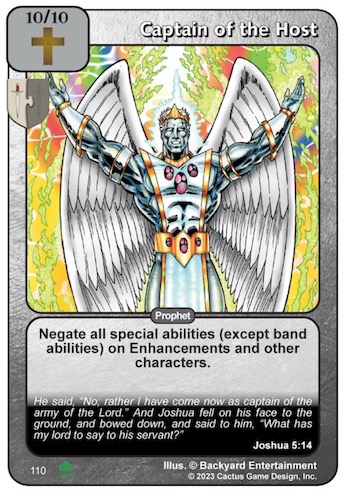 10/10
Captain of the Host
Prophet
Negate all special abilities (except band
abilities) on Enhancements and other
characters.
He said, "No, rather I have come now as captain of the
army of the Lord." And Joshua fell on his face to the
ground, and bowed down, and said to him, "What has
my lord to say to his servant?"
Joshua 5:14
110
Illus. © Backyard Entertainment
© 2023 Cactus Game Design, Inc.